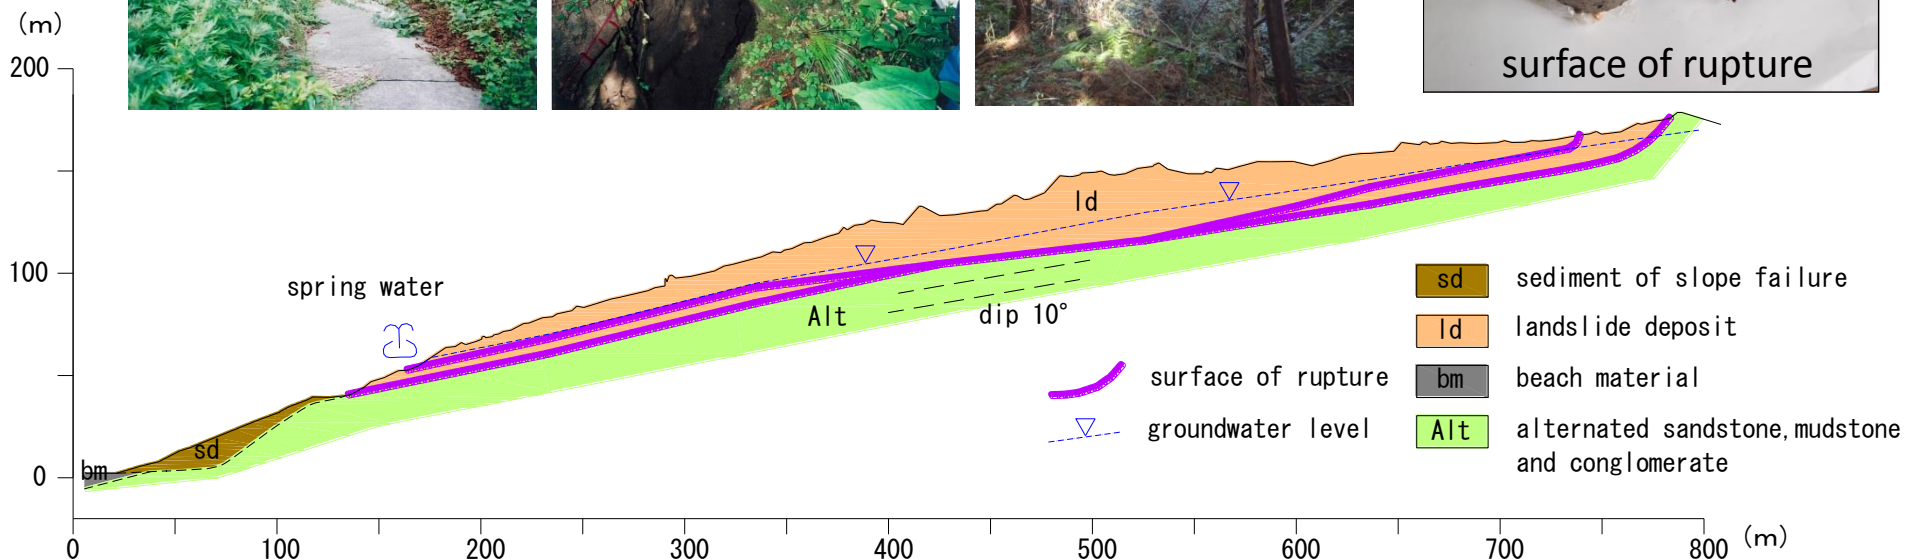 (m)
surface of rupture
200
ld
100
spring water
sd
sediment of slope failure
Alt
dip 10°
ld
landslide deposit
surface of rupture
bm
beach material
groundwater level
Alt
alternated sandstone,mudstone
and conglomerate
sd
bm
0
0
100
200
300
400
500
600
700
800
(m)